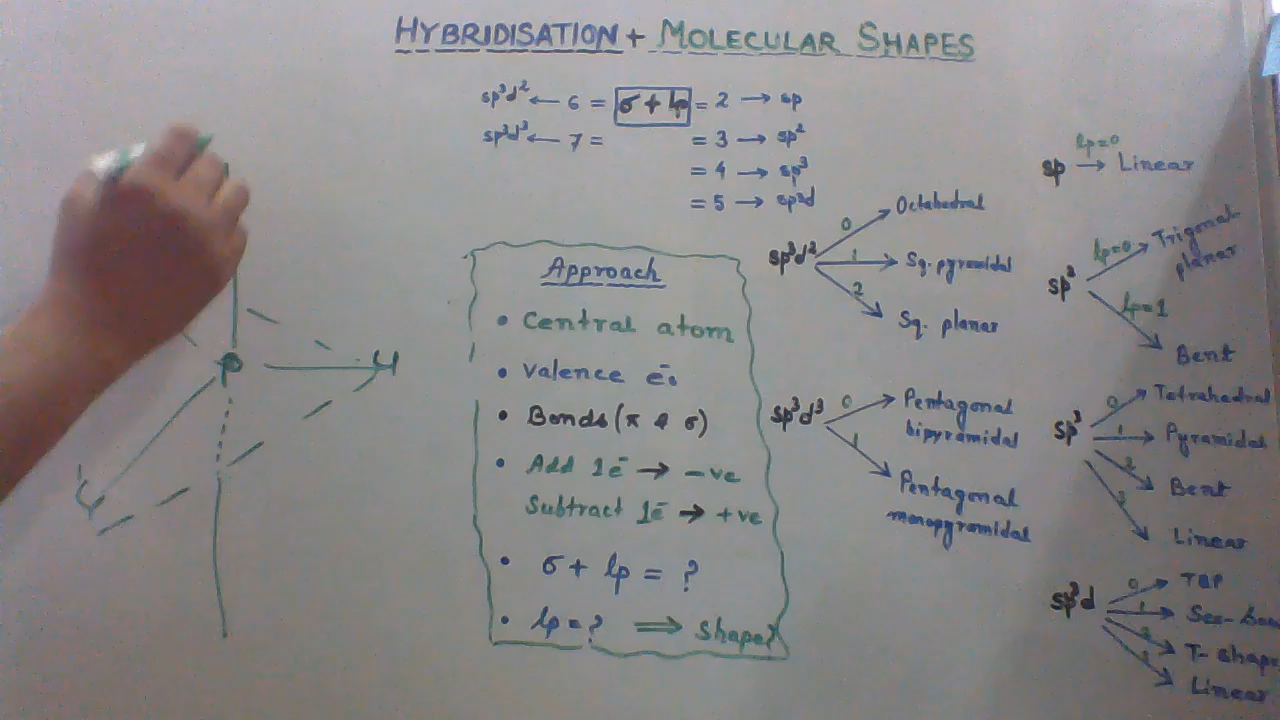 HYBRIDISATION + MOLECULAR SHAPES
sp³d² ← 6 = σ + lp = 2 → sp
sp³d³ ← 7 = = 3 → sp²
= 4 → sp³
= 5 → sp³d
Approach
• Central atom
• Valence e⁻.
• Bonds (π & σ)
• Add 1e⁻ → -ve
Subtract 1e⁻ → +ve
• σ + lp = ?
• lp = ? ⟹ Shape?
sp³d²
0 Octahedral
1 Sq. pyramidal
2 Sq. planar
sp³d³
0 Pentagonal
bipyramidal
1 Pentagonal
monopyramidal
sp lp=0 → Linear
sp²
lp=0 Trigonal
planar
lp=1 Bent
sp³
0 Tetrahedral
1 Pyramidal
2 Bent
3 Linear
sp³d
0 TBP
1
2 T-shape
3 Linear